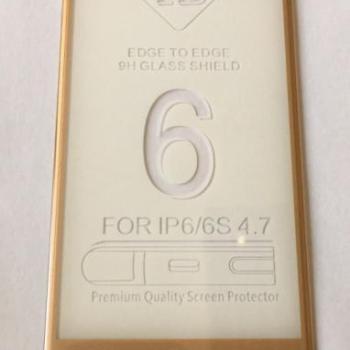 EDGE TO EDGE
9H GLASS SHIELD
6
FOR IP6/6S 4.7
Premium Quality Screen Protector